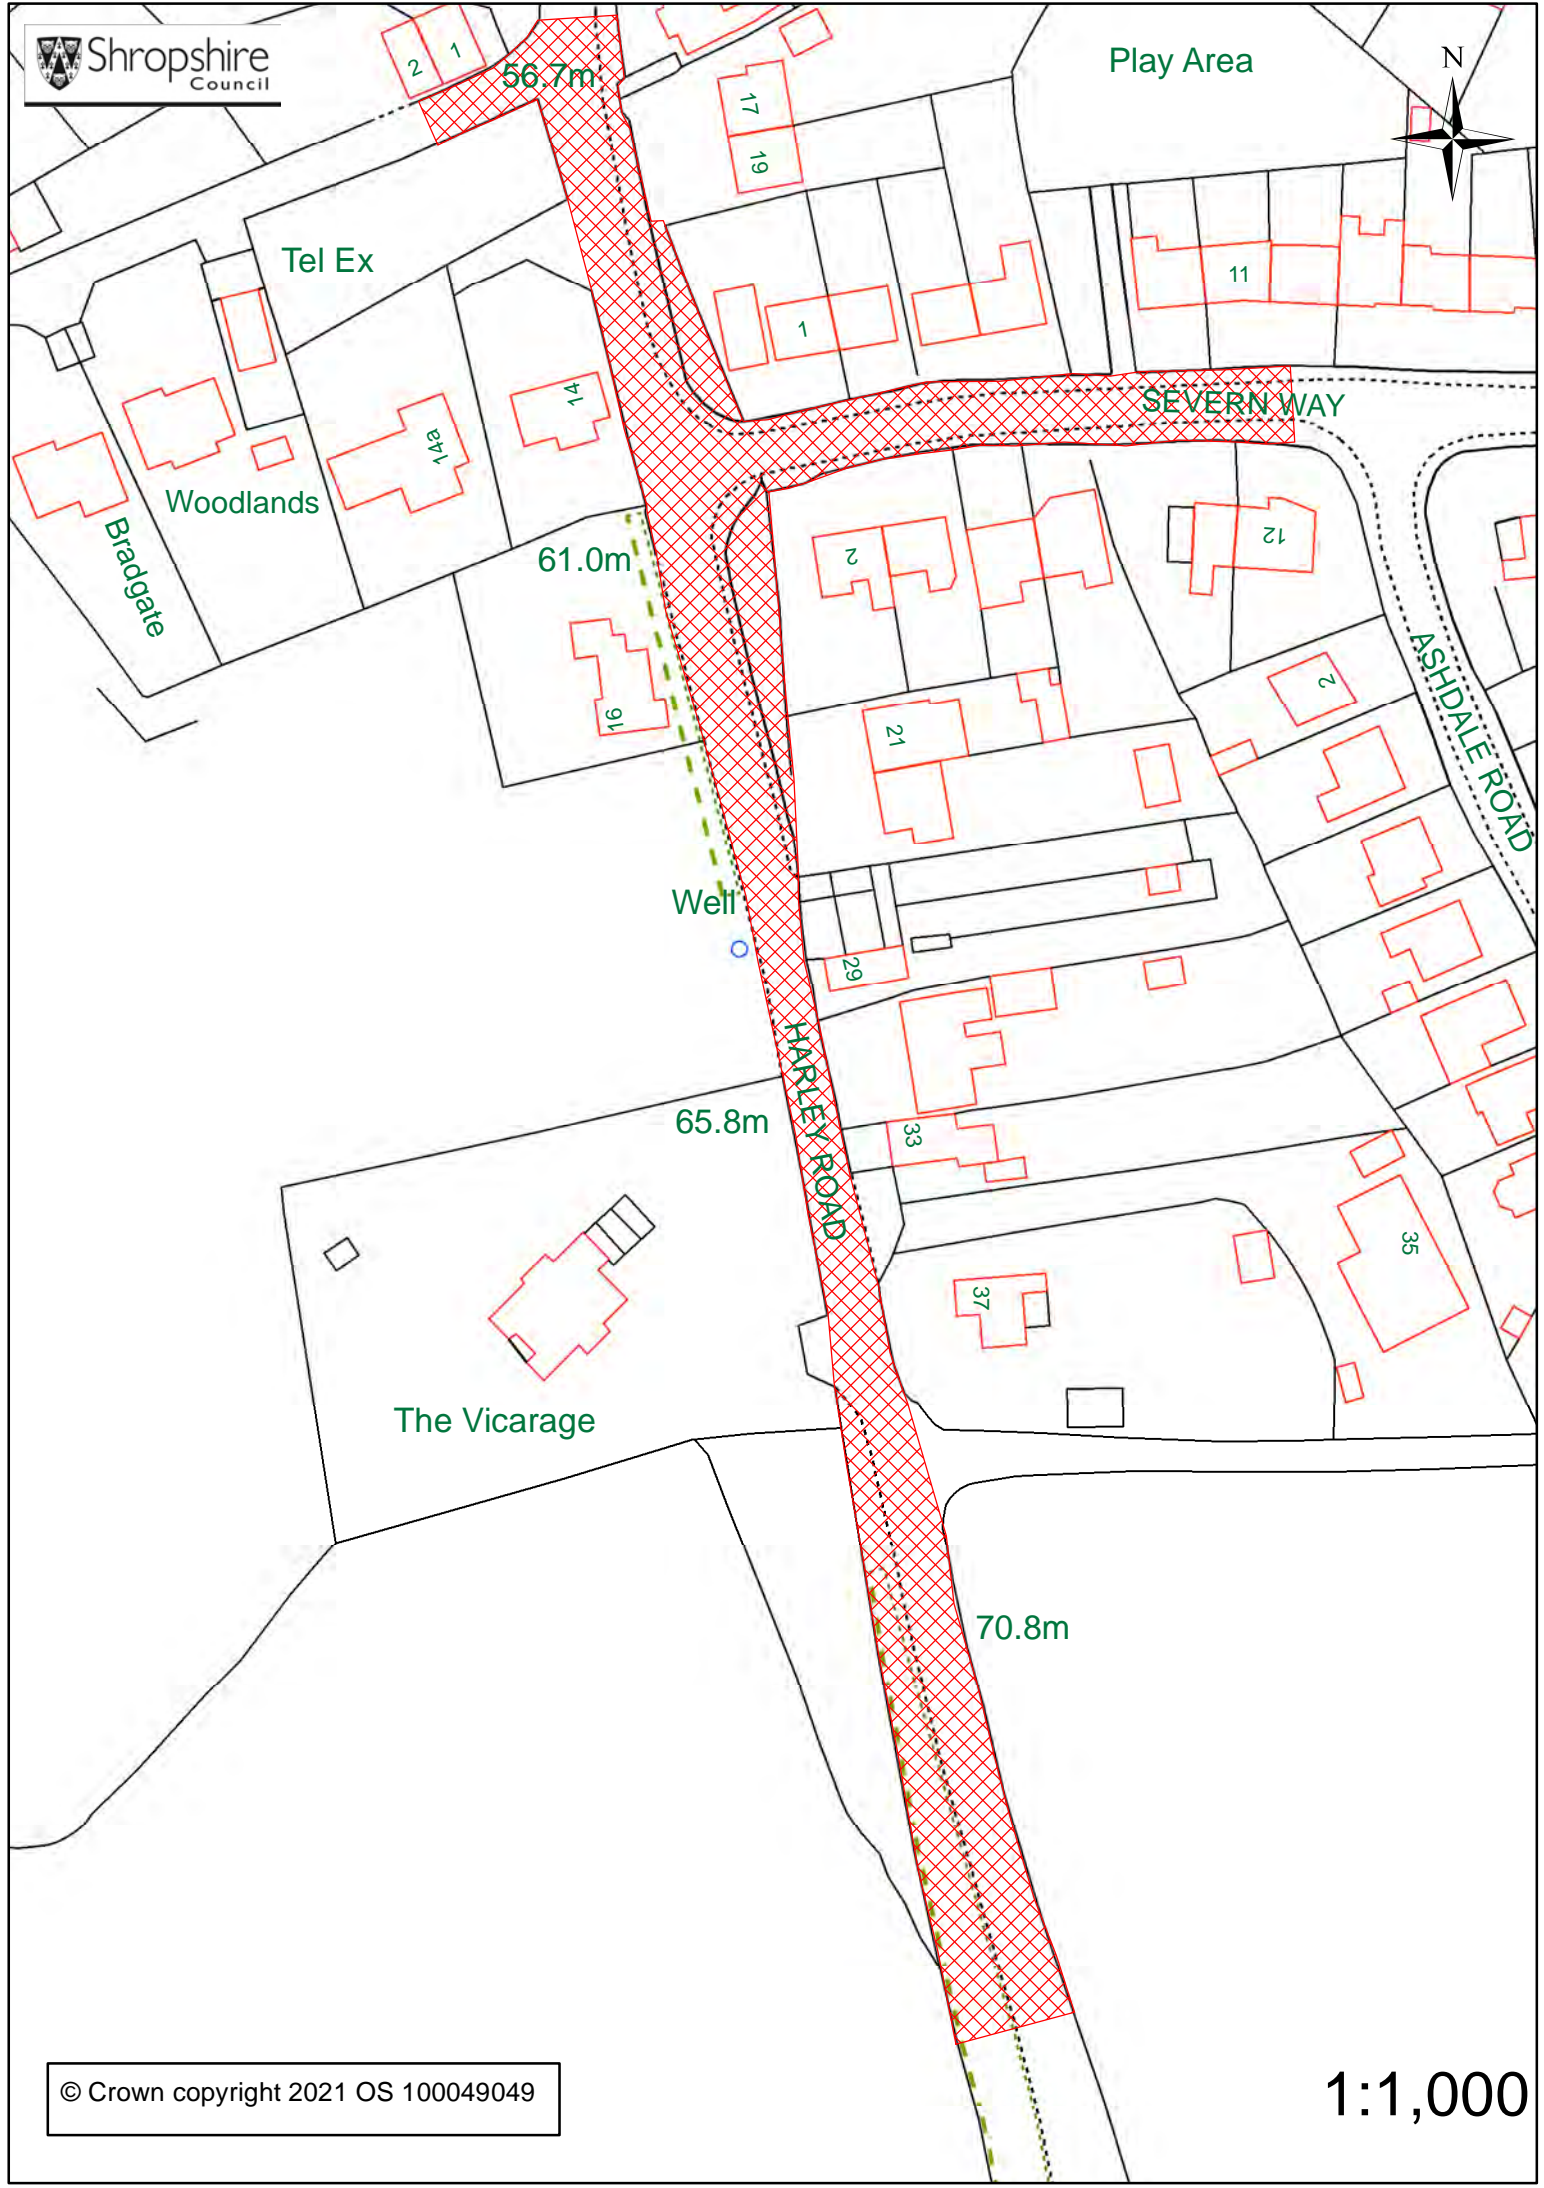 Shropshire
Council
2
1
56.7m
Play Area
N
17
19
Tel Ex
11
1
SEVERN WAY
14
14a
Woodlands
Bradgate
61.0m
2
12
16
21
2
ASHDALE ROAD
Well
29
HARLEY ROAD
65.8m
33
35
37
The Vicarage
70.8m
© Crown copyright 2021 OS 100049049
1:1,000